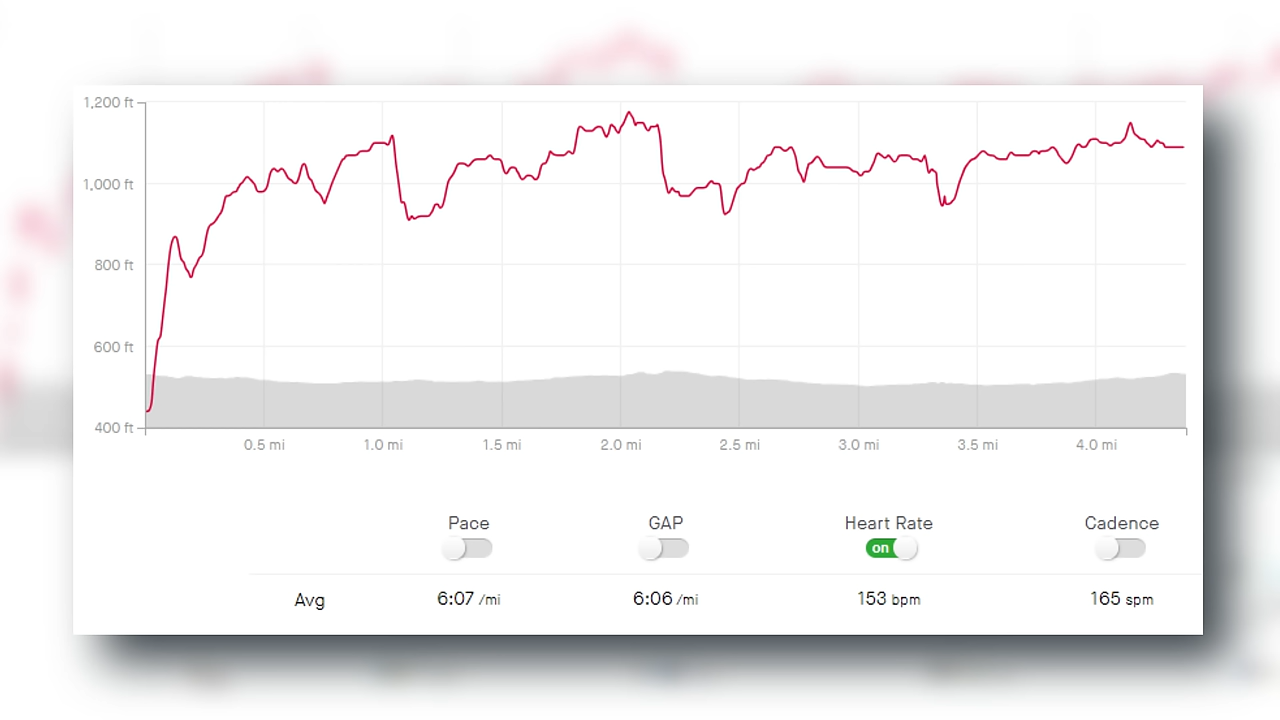 1,200 ft
1,000 ft
800 ft
600 ft
400 ft
0.5 mi 1.0 mi 1.5 mi 2.0 mi 2.5 mi 3.0 mi 3.5 mi 4.0 mi
Pace GAP Heart Rate Cadence
on
Avg 6:07 /mi 6:06 /mi 153 bpm 165 spm